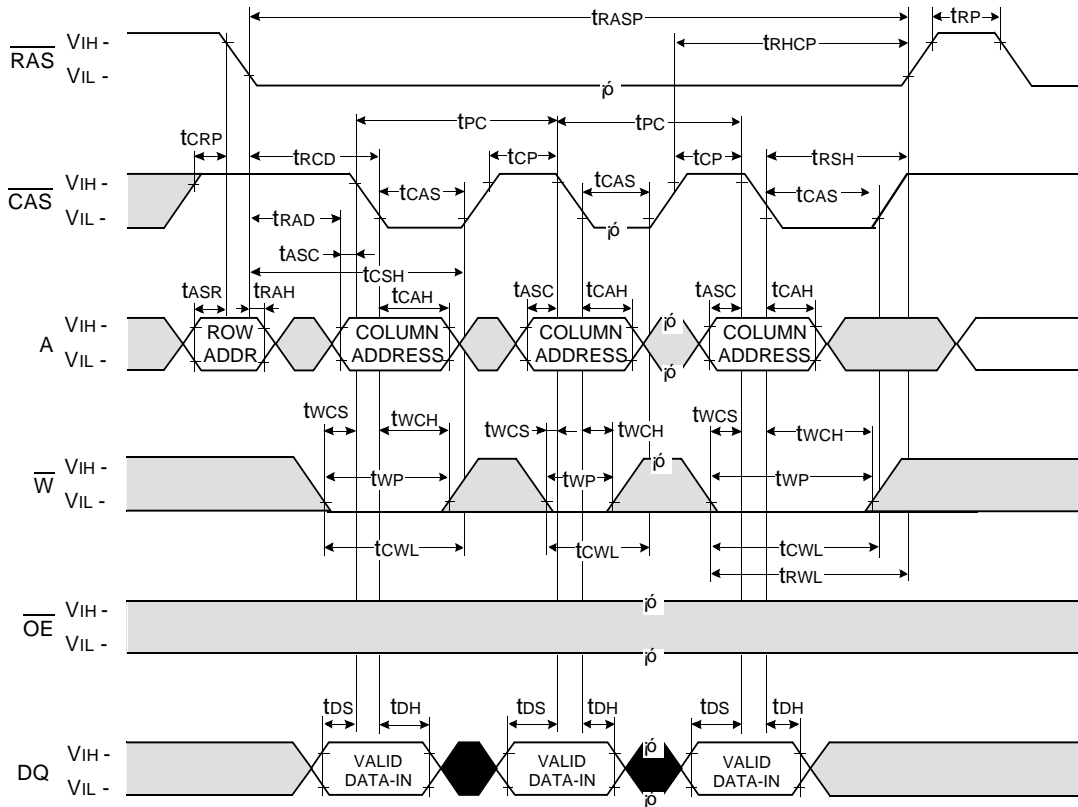 tRASP
tRP
tRHCP
RAS
VIH -
VIL -
¡ó
tCRP
tPC
tPC
tRCD
tCP
tCP
tRSH
CAS
VIH -
VIL -
tCAS
tCAS
tCAS
¡ó
tRAD
tASC
tCSH
tASR
tRAH
tCAH
tASC
tCAH
tASC
tCAH
A
VIH -
VIL -
ROW
ADDR
COLUMN
ADDRESS
COLUMN
ADDRESS
¡ó
¡ó
COLUMN
ADDRESS
tWCS
tWCH
tWCS
tWCH
tWCS
tWCH
W
VIH -
VIL -
¡ó
tWP
tWP
tWP
tCWL
tCWL
tCWL
tRWL
OE
VIH -
VIL -
¡ó
¡ó
tDS
tDH
tDS
tDH
tDS
tDH
DQ
VIH -
VIL -
VALID
DATA-IN
VALID
DATA-IN
¡ó
¡ó
VALID
DATA-IN